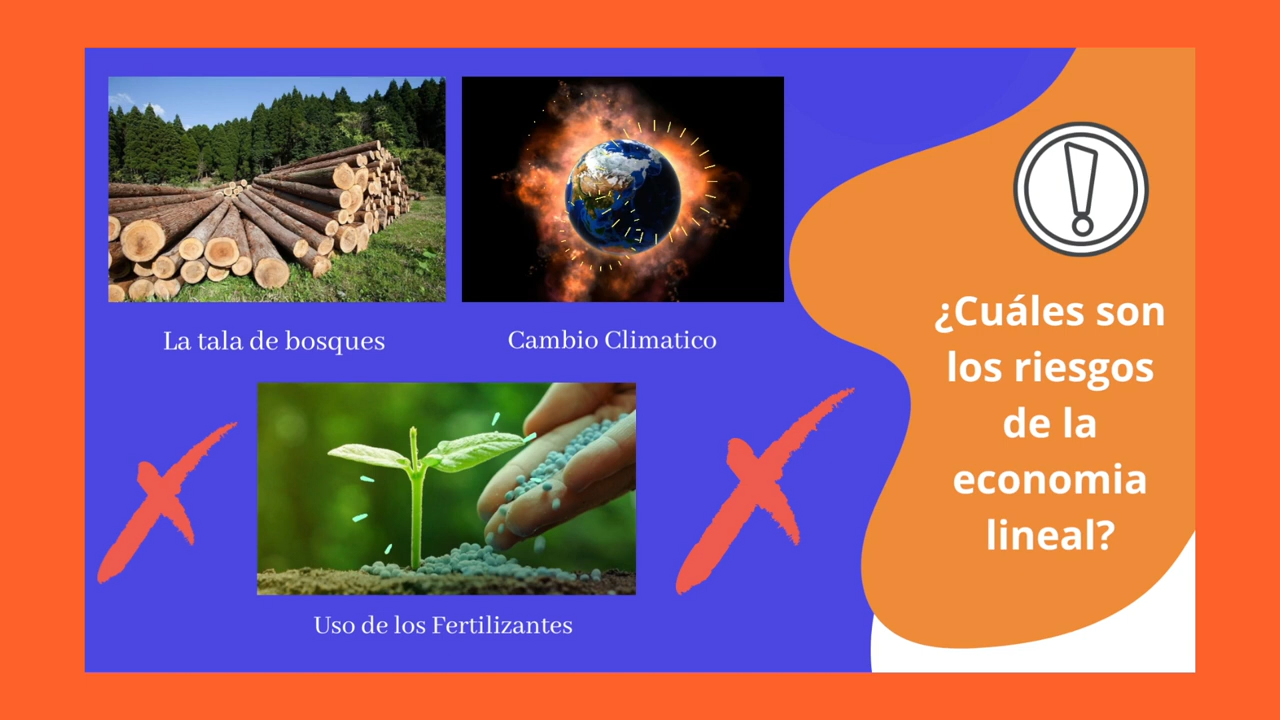 La tala de bosques
Cambio Climatico
Uso de los Fertilizantes
¿Cuáles son
los riesgos
de la
economia
lineal?